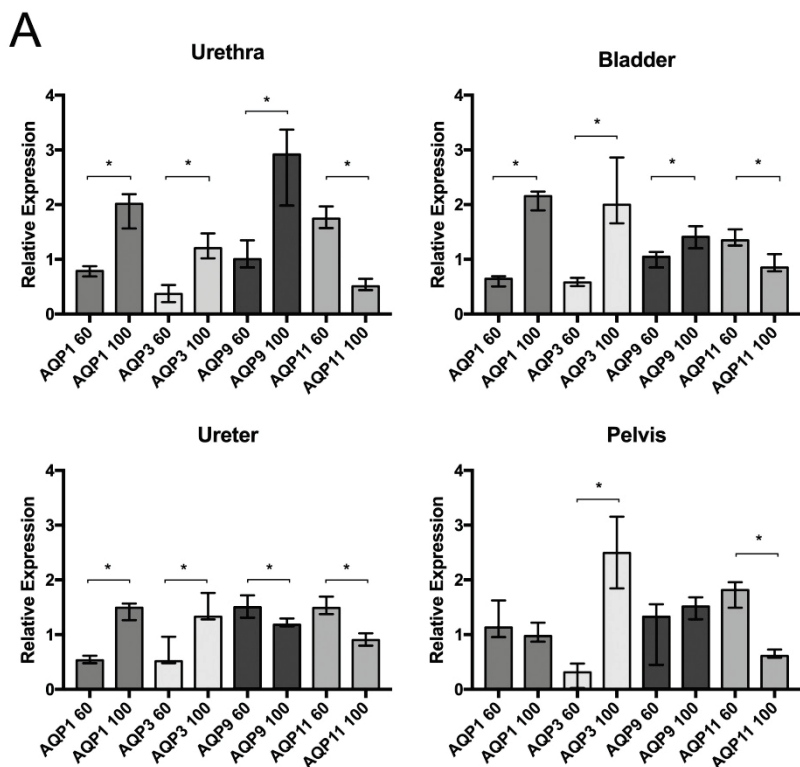 A
Urethra
Relative Expression
4
3
2
1
0
* * * *
AQP1 60
AQP1 100
AQP3 60
AQP3 100
AQP9 60
AQP9 100
AQP11 60
AQP11 100
Bladder
Relative Expression
4
3
2
1
0
* * * *
AQP1 60
AQP1 100
AQP3 60
AQP3 100
AQP9 60
AQP9 100
AQP11 60
AQP11 100
Ureter
Relative Expression
4
3
2
1
0
* * * *
AQP1 60
AQP1 100
AQP3 60
AQP3 100
AQP9 60
AQP9 100
AQP11 60
AQP11 100
Pelvis
Relative Expression
4
3
2
1
0
* *
AQP1 60
AQP1 100
AQP3 60
AQP3 100
AQP9 60
AQP9 100
AQP11 60
AQP11 100